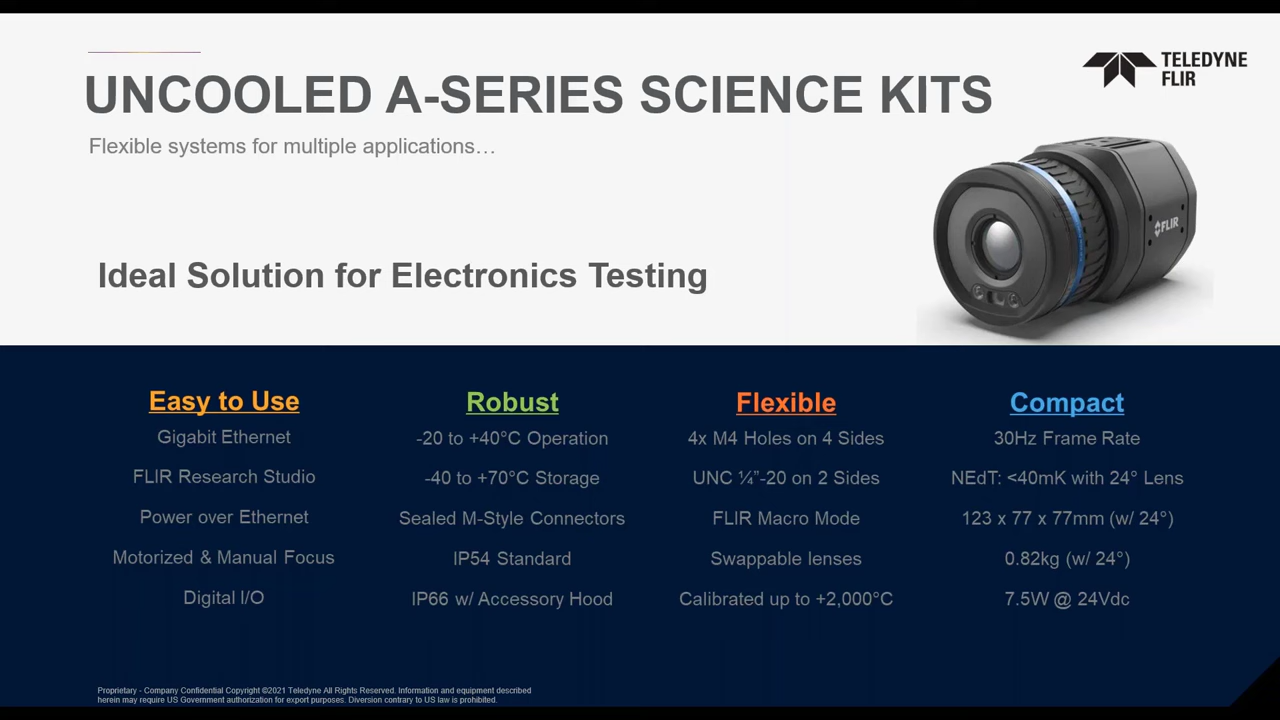 UNCOOLED A-SERIES SCIENCE KITS
TELEDYNE
FLIR
Flexible systems for multiple applications…
FLIR
Ideal Solution for Electronics Testing
Easy to Use
Gigabit Ethernet
FLIR Research Studio
Power over Ethernet
Motorized & Manual Focus
Digital I/O
Robust
-20 to +40°C Operation
-40 to +70°C Storage
Sealed M-Style Connectors
IP54 Standard
IP66 w/ Accessory Hood
Flexible
4x M4 Holes on 4 Sides
UNC ¼”-20 on 2 Sides
FLIR Macro Mode
Swappable lenses
Calibrated up to +2,000°C
Compact
30Hz Frame Rate
NEdT: <40mK with 24° Lens
123 x 77 x 77mm (w/ 24°)
0.82kg (w/ 24°)
7.5W @ 24Vdc
Proprietary - Company Confidential Copyright ©2021 Teledyne All Rights Reserved. Information and equipment described
herein may require US Government authorization for export purposes. Diversion contrary to US law is prohibited.